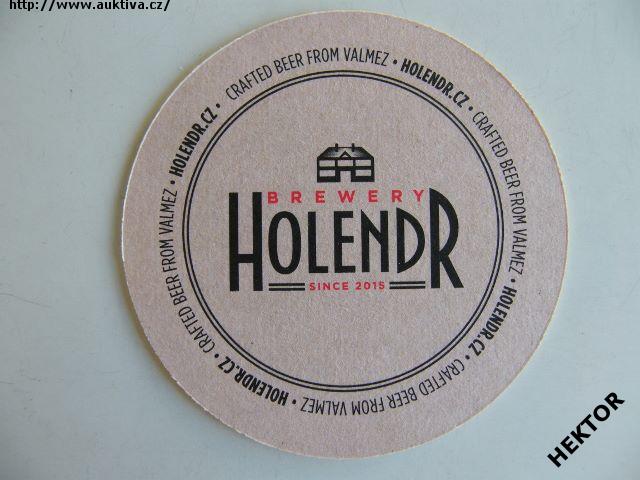 http://www.auktiva.cz/
CRAFTED BEER FROM VALMEZ • HOLENDR.CZ • CRAFTED BEER FROM VALMEZ • HOLENDR.CZ • CRAFTED BEER FROM VALMEZ • HOLENDR.CZ • CRAFTED BEER FROM VALMEZ • HOLENDR.CZ •
BREWERY
HOLENDR
SINCE 2015
HEKTOR